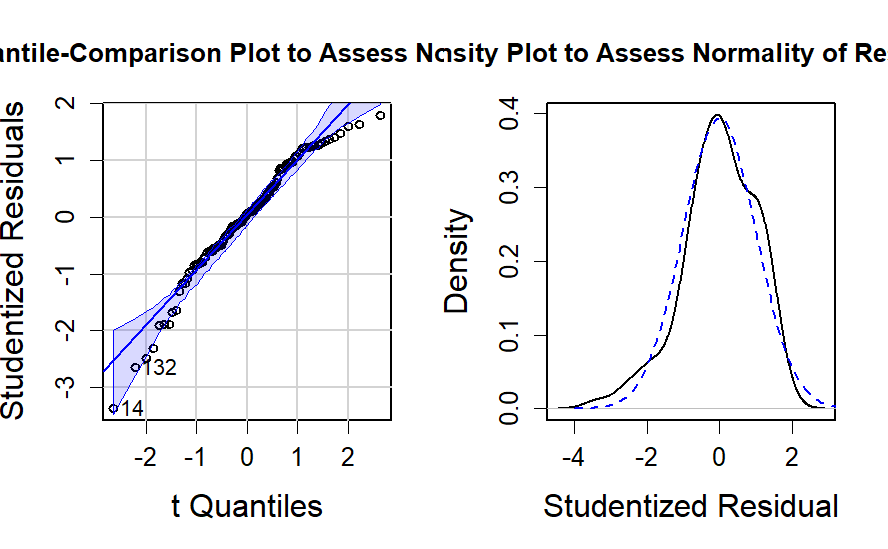 antile-Comparison Plot to Assess No
sity Plot to Assess Normality of Re
2
1
0
-1
-2
-3
Studentized Residuals
132
14
-2 -1 0 1 2
t Quantiles
0.4
0.3
0.2
0.1
0.0
Density
-4 -2 0 2
Studentized Residual